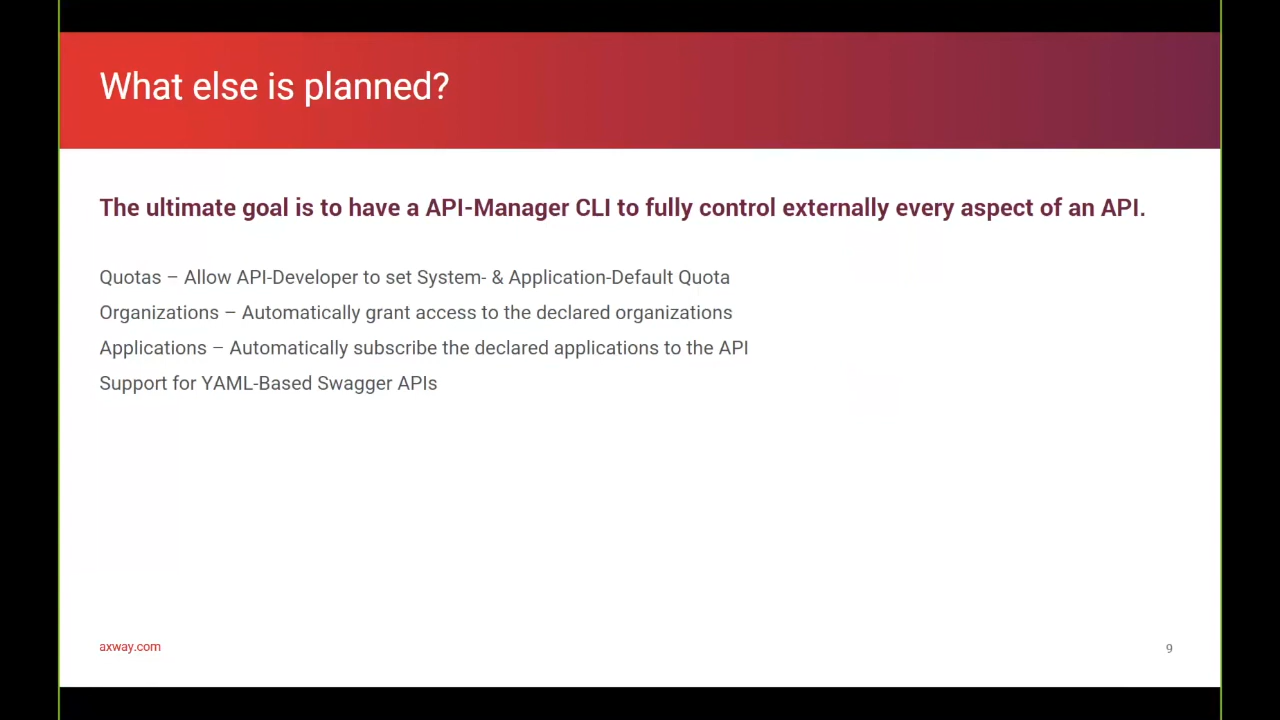 What else is planned?
The ultimate goal is to have a API-Manager CLI to fully control externally every aspect of an API.
Quotas – Allow API-Developer to set System- & Application-Default Quota
Organizations – Automatically grant access to the declared organizations
Applications – Automatically subscribe the declared applications to the API
Support for YAML-Based Swagger APIs
axway.com
9